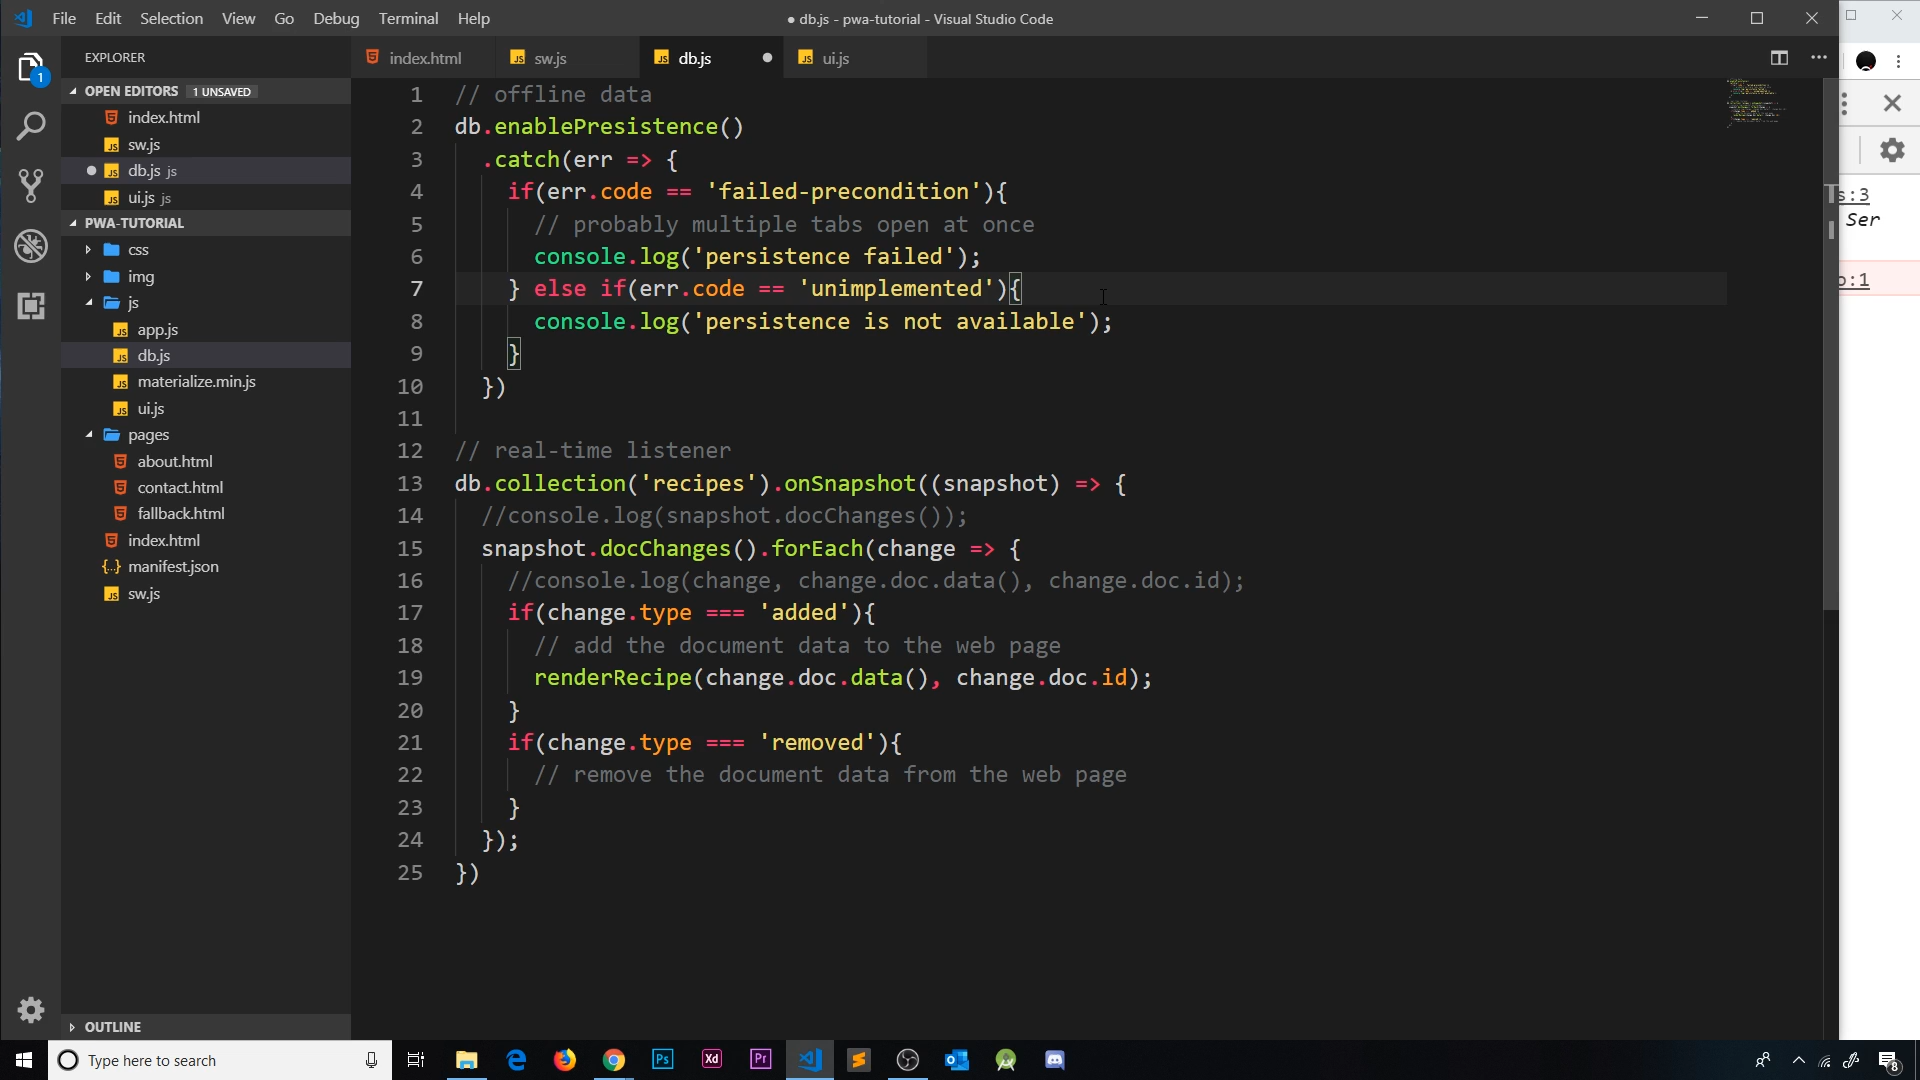 File Edit Selection View Go Debug Terminal Help
● db.js - pwa-tutorial - Visual Studio Code
EXPLORER
index.html
sw.js
db.js
ui.js
1
OPEN EDITORS 1 UNSAVED
index.html
sw.js
db.js js
ui.js js
PWA-TUTORIAL
css
img
js
app.js
db.js
materialize.min.js
ui.js
pages
about.html
contact.html
fallback.html
index.html
manifest.json
sw.js
OUTLINE
1 // offline data
2 db.enablePresistence()
3 .catch(err => {
4 if(err.code == 'failed-precondition'){
5 // probably multiple tabs open at once
6 console.log('persistence failed');
7 } else if(err.code == 'unimplemented'){
8 console.log('persistence is not available');
9 }
10 })
11
12 // real-time listener
13 db.collection('recipes').onSnapshot((snapshot) => {
14 //console.log(snapshot.docChanges());
15 snapshot.docChanges().forEach(change => {
16 //console.log(change, change.doc.data(), change.doc.id);
17 if(change.type === 'added'){
18 // add the document data to the web page
19 renderRecipe(change.doc.data(), change.doc.id);
20 }
21 if(change.type === 'removed'){
22 // remove the document data from the web page
23 }
24 });
25 })
s:3
Ser
:1
Type here to search
Ps
Xd
Pr
8